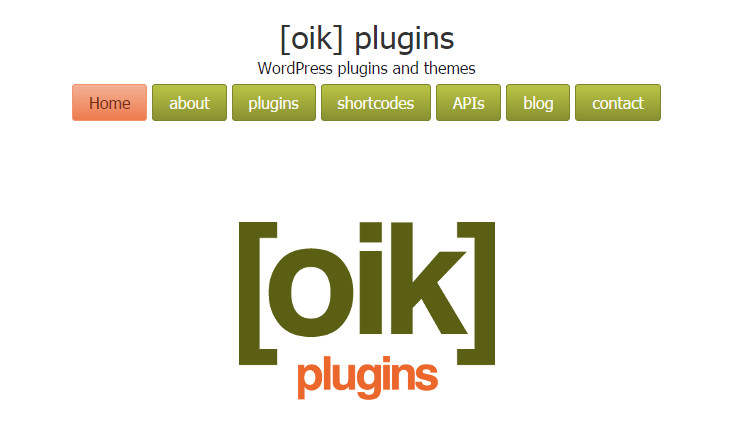 [oik] plugins
WordPress plugins and themes
Home about plugins shortcodes APIs blog contact
[oik]
plugins